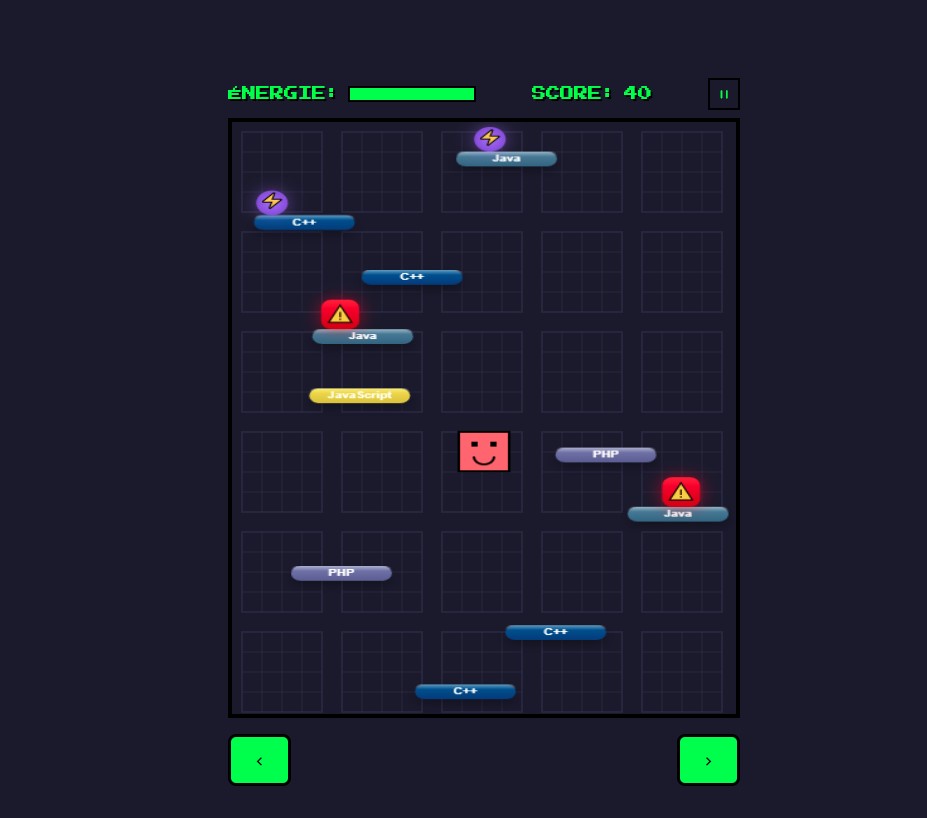 ÉNERGIE: SCORE: 40
Java
C++
C++
Java
JavaScript
PHP
Java
PHP
C++
C++
‹ ›